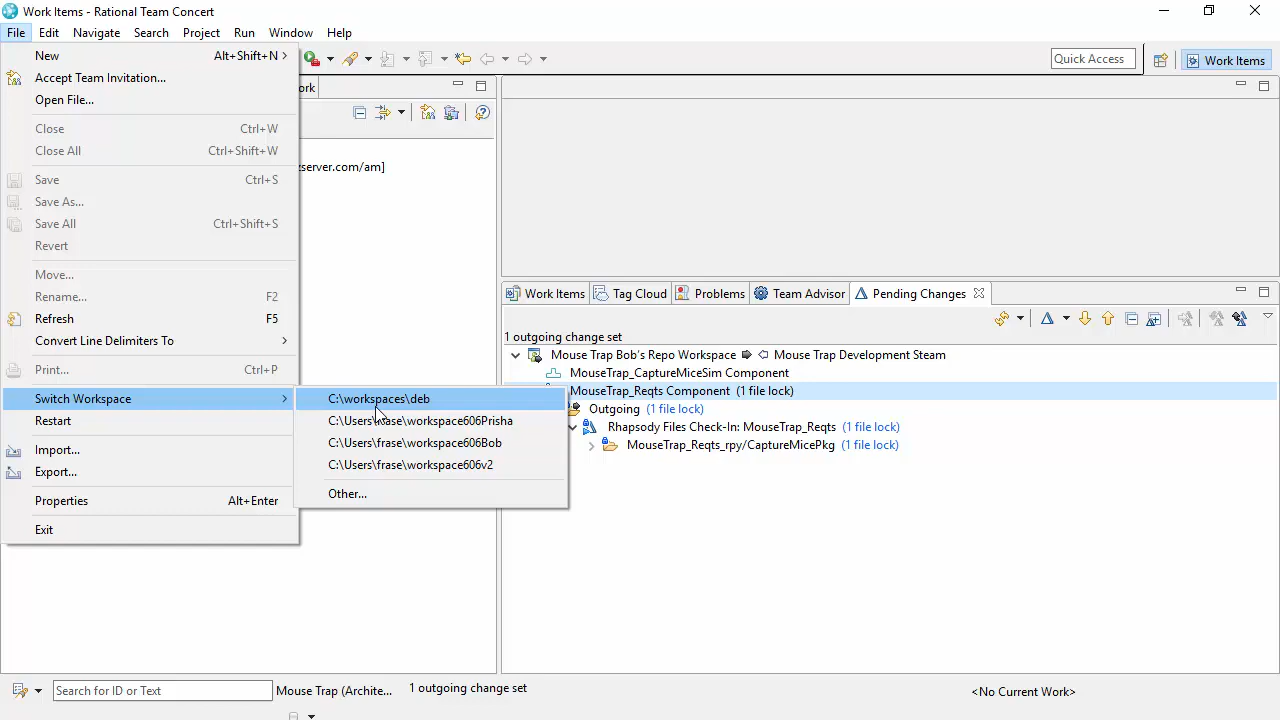 Work Items - Rational Team Concert
File Edit Navigate Search Project Run Window Help
New Alt+Shift+N
Accept Team Invitation...
Open File...
Close Ctrl+W
Close All Ctrl+Shift+W
Save Ctrl+S
Save As...
Save All Ctrl+Shift+S
Revert
Move...
Rename... F2
Refresh F5
Convert Line Delimiters To
Print... Ctrl+P
Switch Workspace
Restart
Import...
Export...
Properties Alt+Enter
Exit
C:\workspaces\deb
C:\Users\frase\workspace606Prisha
C:\Users\frase\workspace606Bob
C:\Users\frase\workspace606v2
Other...
Quick Access
Work Items
ork
server.com/am]
Work Items Tag Cloud Problems Team Advisor Pending Changes
1 outgoing change set
Mouse Trap Bob's Repo Workspace Mouse Trap Development Steam
MouseTrap_CaptureMiceSim Component
MouseTrap_Reqts Component (1 file lock)
Outgoing (1 file lock)
Rhapsody Files Check-In: MouseTrap_Reqts (1 file lock)
MouseTrap_Reqts_rpy/CaptureMicePkg (1 file lock)
Search for ID or Text Mouse Trap (Archite... 1 outgoing change set <No Current Work>